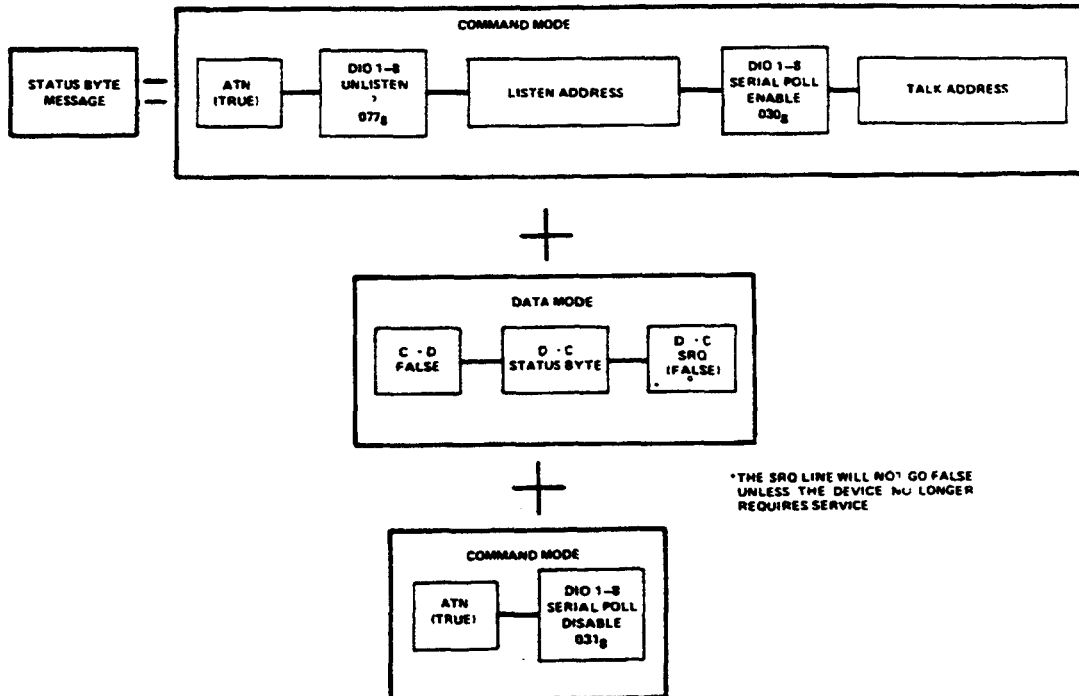 COMMAND MODE
STATUS BYTE
MESSAGE
=
ATN
(TRUE)
DIO 1-8
UNLISTEN
?
077₈
LISTEN ADDRESS
DIO 1-8
SERIAL POLL
ENABLE
030₈
TALK ADDRESS
+
DATA MODE
C - D
FALSE
D - C
STATUS BYTE
D - C
SRQ
(FALSE)
*
+
*THE SRQ LINE WILL NOT GO FALSE
UNLESS THE DEVICE NO LONGER
REQUIRES SERVICE
COMMAND MODE
ATN
(TRUE)
DIO 1-8
SERIAL POLL
DISABLE
031₈